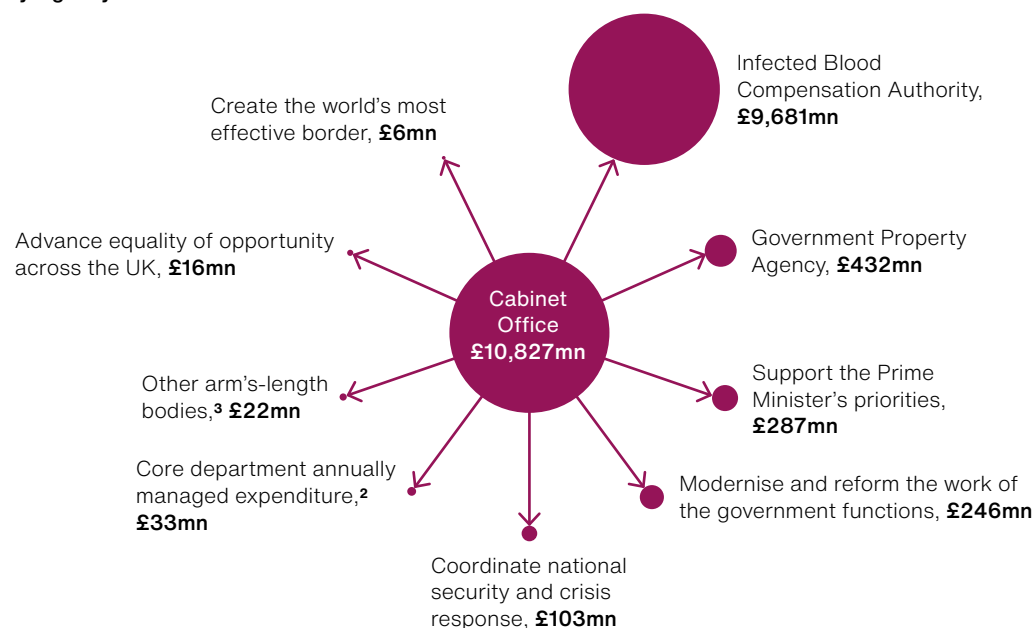 Infected Blood
Compensation Authority,
£9,681mn
Create the world’s most
effective border, £6mn
Advance equality of opportunity
across the UK, £16mn
Government Property
Agency, £432mn
Cabinet
Office
£10,827mn
Other arm’s-length
bodies,³ £22mn
Support the Prime
Minister’s priorities,
£287mn
Core department annually
managed expenditure,²
£33mn
Modernise and reform the work of
the government functions, £246mn
Coordinate national
security and crisis
response, £103mn